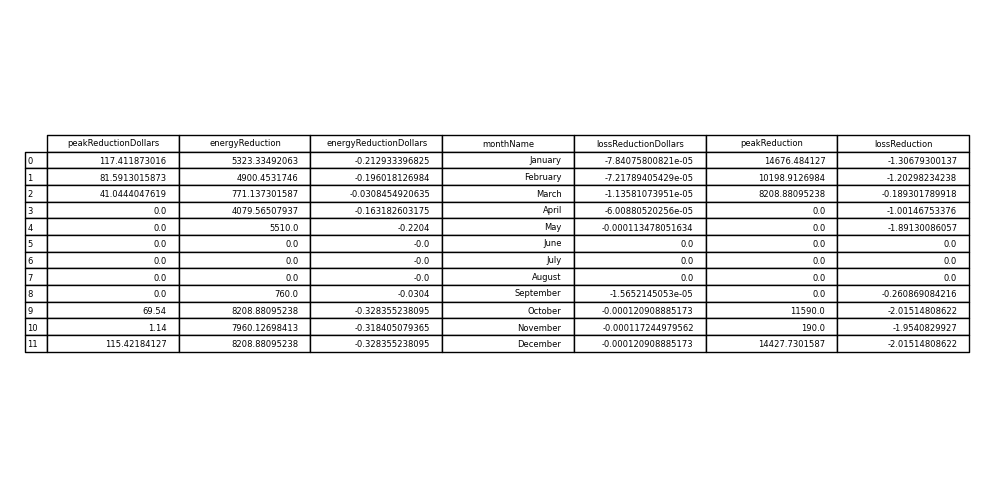 peakReductionDollars energyReduction energyReductionDollars monthName lossReductionDollars peakReduction lossReduction
0 117.411873016 5323.33492063 -0.212933396825 January -7.84075800821e-05 14676.484127 -1.30679300137
1 81.5913015873 4900.4531746 -0.196018126984 February -7.21789405429e-05 10198.9126984 -1.20298234238
2 41.0444047619 771.137301587 -0.0308454920635 March -1.13581073951e-05 8208.88095238 -0.189301789918
3 0.0 4079.56507937 -0.163182603175 April -6.00880520256e-05 0.0 -1.00146753376
4 0.0 5510.0 -0.2204 May -0.000113478051634 0.0 -1.89130086057
5 0.0 0.0 -0.0 June 0.0 0.0 0.0
6 0.0 0.0 -0.0 July 0.0 0.0 0.0
7 0.0 0.0 -0.0 August 0.0 0.0 0.0
8 0.0 760.0 -0.0304 September -1.5652145053e-05 0.0 -0.260869084216
9 69.54 8208.88095238 -0.328355238095 October -0.000120908885173 11590.0 -2.01514808622
10 1.14 7960.12698413 -0.318405079365 November -0.000117244979562 190.0 -1.9540829927
11 115.42184127 8208.88095238 -0.328355238095 December -0.000120908885173 14427.7301587 -2.01514808622